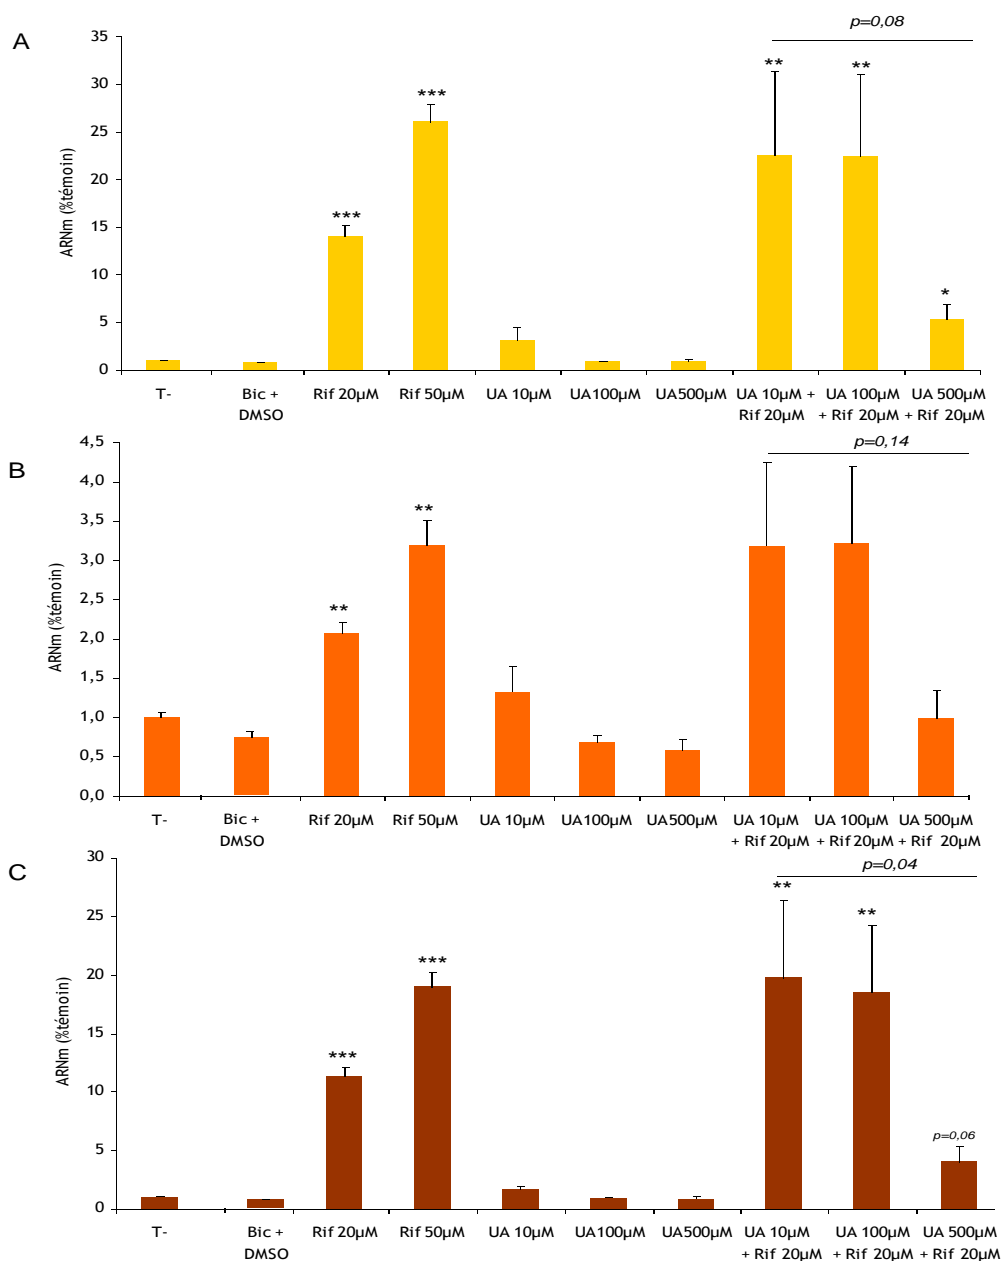 A
p=0,08
35
30
25
20
15
10
5
0
ARNm (%témoin)
***
***
**
**
*
T- Bic + Rif 20µM Rif 50µM UA 10µM UA100µM UA500µM UA 10µM + UA 100µM UA 500µM
DMSO Rif 20µM + Rif 20µM + Rif 20µM
B
p=0,14
4,5
4,0
3,5
3,0
2,5
2,0
1,5
1,0
0,5
0,0
ARNm (%témoin)
**
**
T- Bic + Rif 20µM Rif 50µM UA 10µM UA100µM UA500µM UA 10µM UA 100µM UA 500µM
DMSO + Rif 20µM + Rif 20µM + Rif 20µM
C
p=0,04
30
25
20
15
10
5
0
ARNm (%témoin)
***
***
**
**
p=0,06
T- Bic + Rif 20µM Rif 50µM UA 10µM UA100µM UA500µM UA 10µM UA 100µM UA 500µM
DMSO + Rif 20µM + Rif 20µM + Rif 20µM